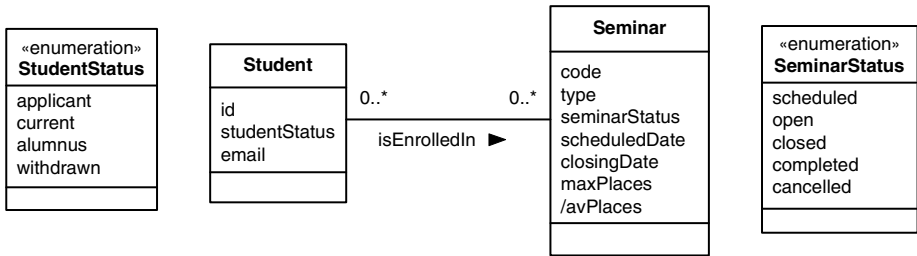 «enumeration»
StudentStatus
applicant
current
alumnus
withdrawn
Student
id
studentStatus
email
0..*
0..*
isEnrolledIn
Seminar
code
type
seminarStatus
scheduledDate
closingDate
maxPlaces
/avPlaces
«enumeration»
SeminarStatus
scheduled
open
closed
completed
cancelled